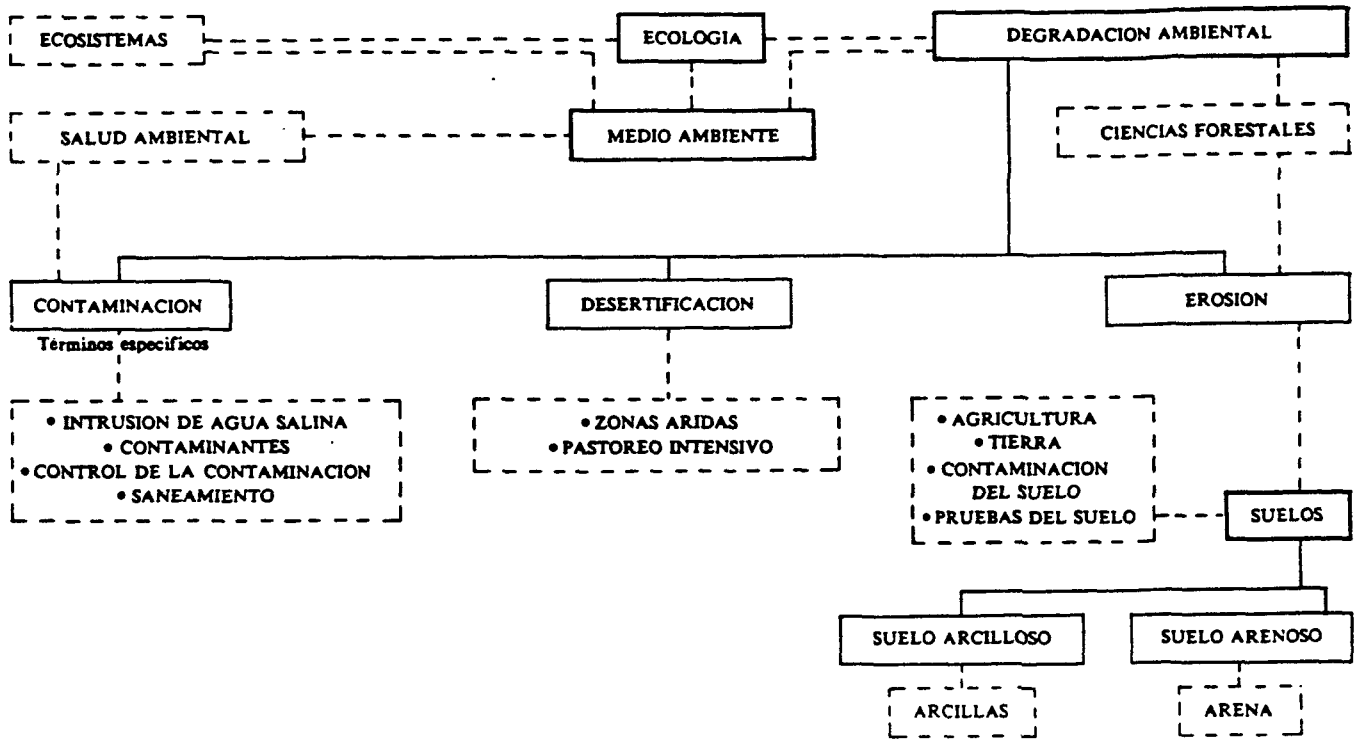 ECOSISTEMAS
ECOLOGIA
DEGRADACION AMBIENTAL
SALUD AMBIENTAL
MEDIO AMBIENTE
CIENCIAS FORESTALES
CONTAMINACION
Términos específicos
DESERTIFICACION
EROSION
• INTRUSION DE AGUA SALINA
• CONTAMINANTES
• CONTROL DE LA CONTAMINACION
• SANEAMIENTO
• ZONAS ARIDAS
• PASTOREO INTENSIVO
• AGRICULTURA
• TIERRA
• CONTAMINACION
DEL SUELO
• PRUEBAS DEL SUELO
SUELOS
SUELO ARCILLOSO
SUELO ARENOSO
ARCILLAS
ARENA